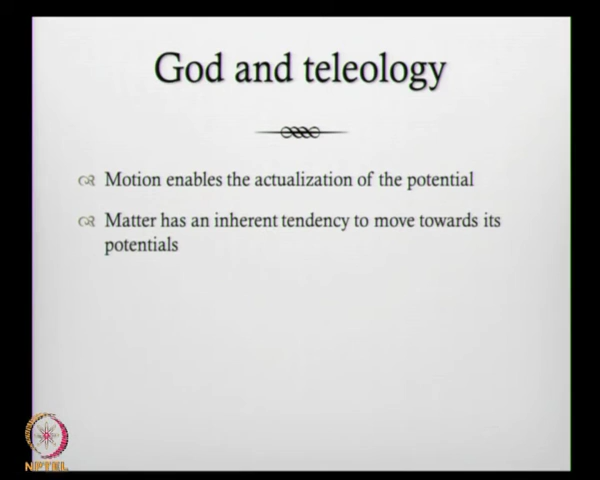 God and teleology
Motion enables the actualization of the potential
Matter has an inherent tendency to move towards its
potentials
NPTEL